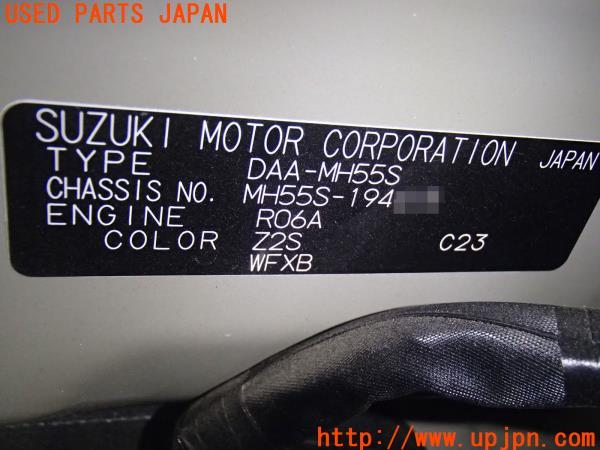 USED PARTS JAPAN
SUZUKI MOTOR CORPORATION JAPAN
TYPE DAA-MH55S
CHASSIS NO. MH55S-194
ENGINE R06A
COLOR Z2S C23
WFXB
http://www.upjpn.com